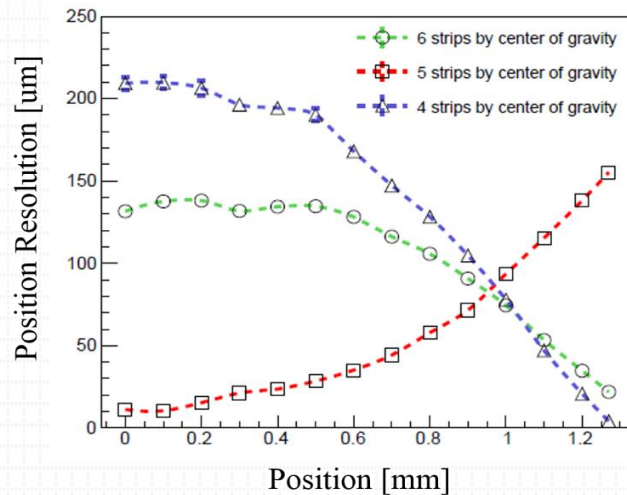 250
200
150
100
50
0
6 strips by center of gravity
5 strips by center of gravity
4 strips by center of gravity
Position Resolution [um]
0 0.2 0.4 0.6 0.8 1 1.2
Position [mm]